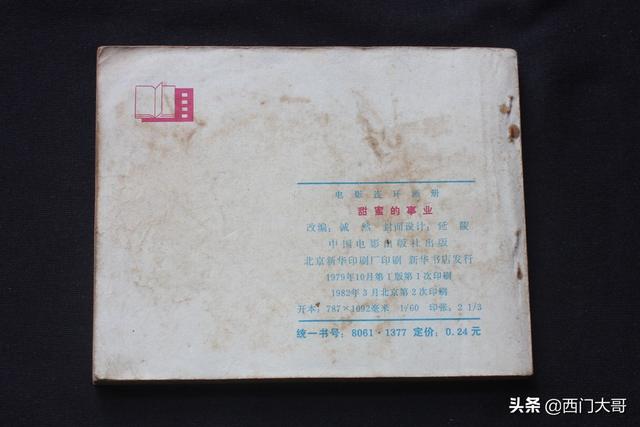 电影连环画册
甜蜜的事业
改编：诚然 封面设计：延陵
中国电影出版社出版
北京新华印刷厂印刷 新华书店发行
1979年10月第1版第1次印刷
1982年3月北京第2次印刷
开本：787×1092毫米 1/60 印张：2 1/3
统一书号：8061·1377 定价：0.24元
头条 @西门大哥